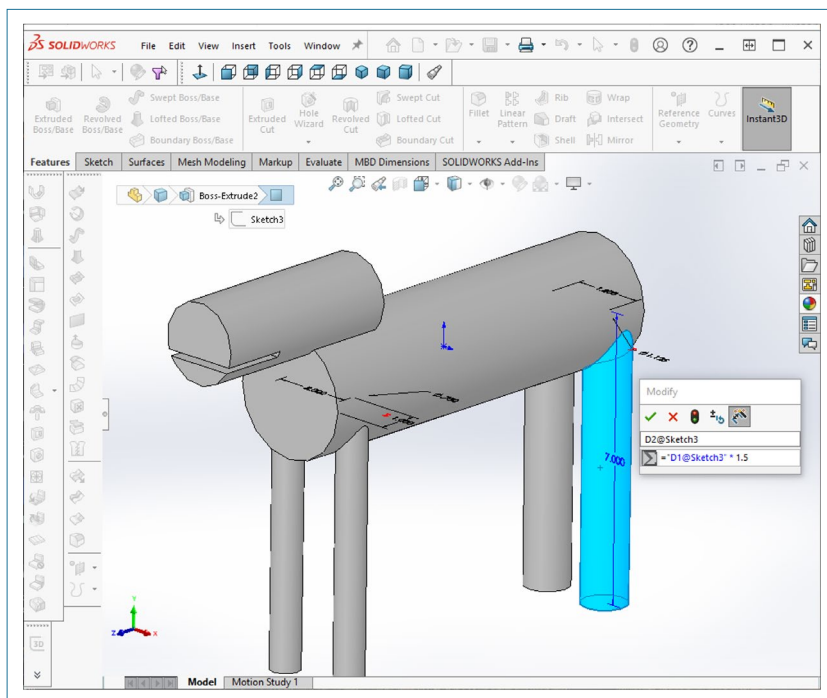 SOLIDWORKS File Edit View Insert Tools Window
Extruded Boss/Base
Revolved Boss/Base
Swept Boss/Base
Lofted Boss/Base
Boundary Boss/Base
Extruded Cut
Hole Wizard
Revolved Cut
Swept Cut
Lofted Cut
Boundary Cut
Fillet
Linear Pattern
Rib
Draft
Shell
Wrap
Intersect
Mirror
Reference Geometry
Curves
Instant3D
Features Sketch Surfaces Mesh Modeling Markup Evaluate MBD Dimensions SOLIDWORKS Add-Ins
Boss-Extrude2
Sketch3
7.000
Modify
D2@Sketch3
="D1@Sketch3" * 1.5
Y
Z X
3D
Model Motion Study 1